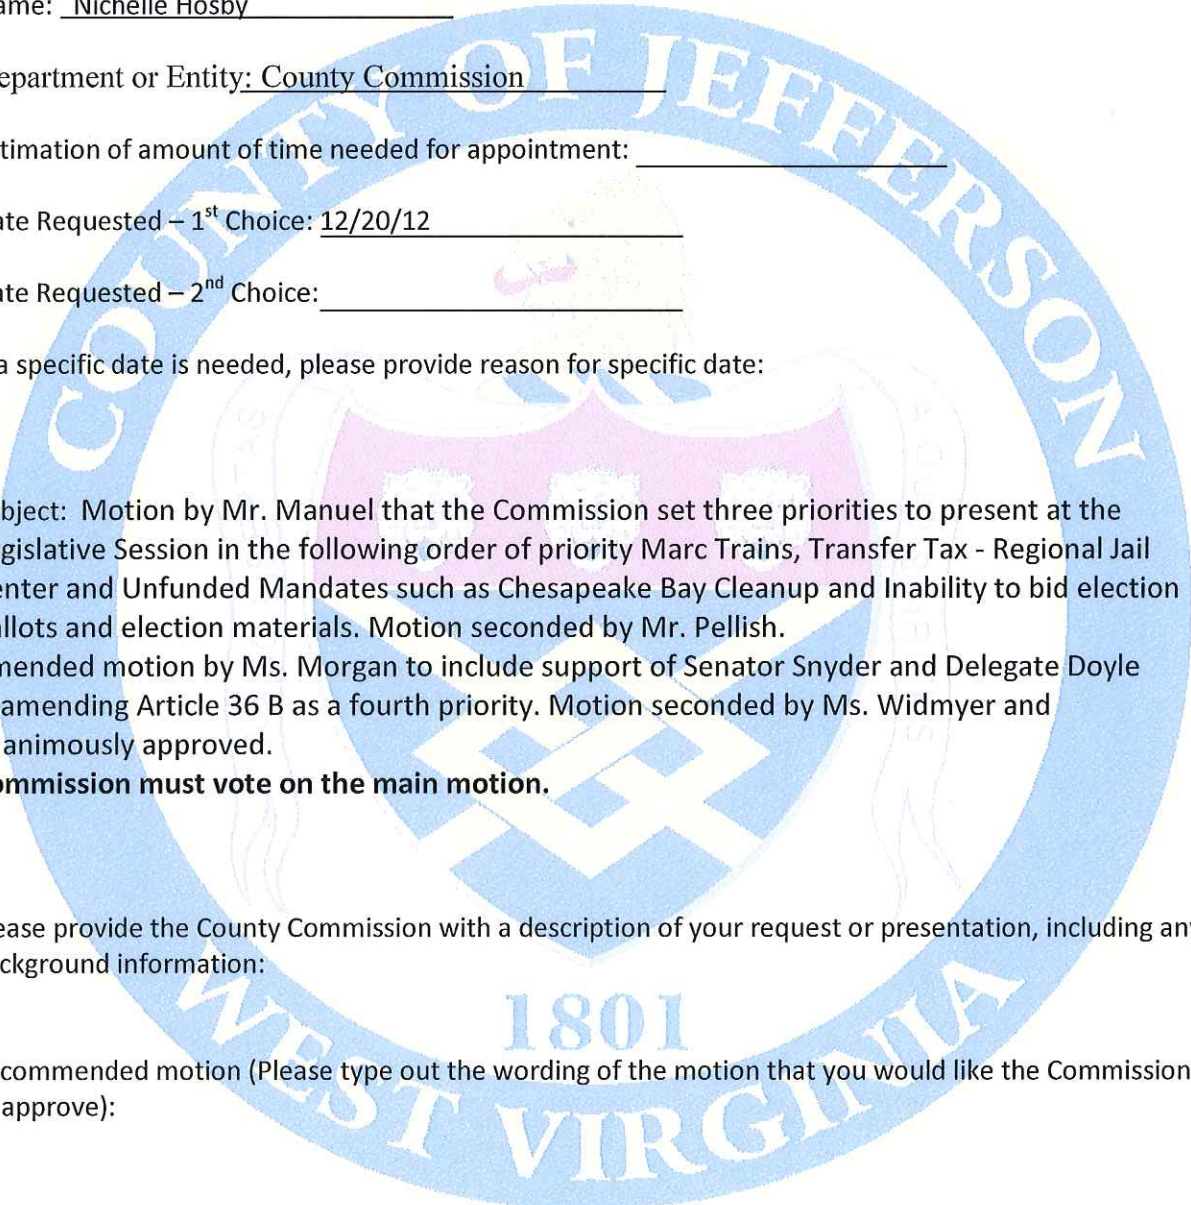 ame: Nichelle Hosby
epartment or Entity: County Commission
timation of amount of time needed for appointment:
ate Requested – 1st Choice: 12/20/12
ate Requested – 2nd Choice:
a specific date is needed, please provide reason for specific date:
bject: Motion by Mr. Manuel that the Commission set three priorities to present at the
gislative Session in the following order of priority Marc Trains, Transfer Tax - Regional Jail
enter and Unfunded Mandates such as Chesapeake Bay Cleanup and Inability to bid election
allots and election materials. Motion seconded by Mr. Pellish.
mended motion by Ms. Morgan to include support of Senator Snyder and Delegate Doyle
amending Article 36 B as a fourth priority. Motion seconded by Ms. Widmyer and
animously approved.
ommission must vote on the main motion.
ease provide the County Commission with a description of your request or presentation, including any
ckground information:
commended motion (Please type out the wording of the motion that you would like the Commission
approve):
COUNTY OF JEFFERSON
1801
WEST VIRGINIA